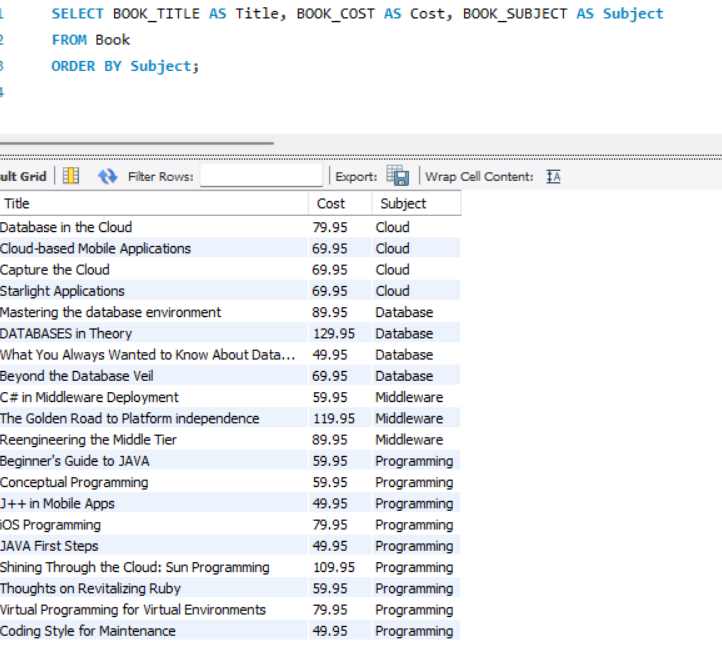 1 SELECT BOOK_TITLE AS Title, BOOK_COST AS Cost, BOOK_SUBJECT AS Subject
2 FROM Book
3 ORDER BY Subject;
4
ult Grid Filter Rows: Export: Wrap Cell Content:
Title Cost Subject
Database in the Cloud 79.95 Cloud
Cloud-based Mobile Applications 69.95 Cloud
Capture the Cloud 69.95 Cloud
Starlight Applications 69.95 Cloud
Mastering the database environment 89.95 Database
DATABASES in Theory 129.95 Database
What You Always Wanted to Know About Data... 49.95 Database
Beyond the Database Veil 69.95 Database
C# in Middleware Deployment 59.95 Middleware
The Golden Road to Platform independence 119.95 Middleware
Reengineering the Middle Tier 89.95 Middleware
Beginner's Guide to JAVA 59.95 Programming
Conceptual Programming 59.95 Programming
J++ in Mobile Apps 49.95 Programming
iOS Programming 79.95 Programming
JAVA First Steps 49.95 Programming
Shining Through the Cloud: Sun Programming 109.95 Programming
Thoughts on Revitalizing Ruby 59.95 Programming
Virtual Programming for Virtual Environments 79.95 Programming
Coding Style for Maintenance 49.95 Programming